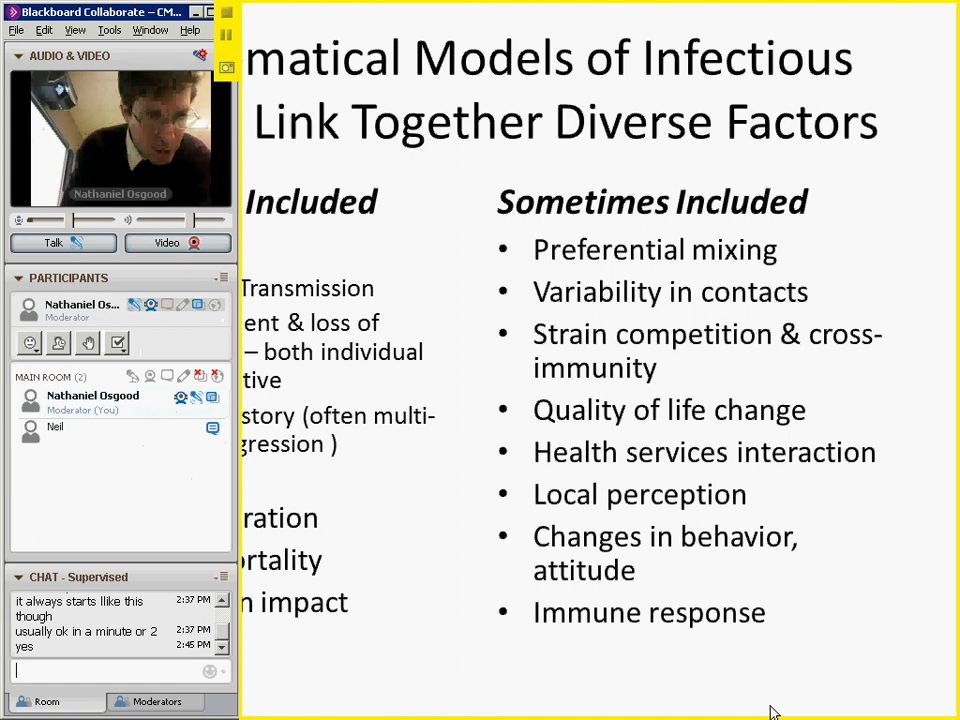 Blackboard Collaborate – CM...
File Edit View Tools Window Help
AUDIO & VIDEO
Nathaniel Osgood
Talk Video
PARTICIPANTS
Nathaniel Os...
Moderator
MAIN ROOM (2)
Nathaniel Osgood
Moderator (You)
Neil
CHAT - Supervised
it always starts llike this 2:37 PM
though
usually ok in a minute or 2 2:37 PM
yes 2:45 PM
Room Moderators
matical Models of Infectious
Link Together Diverse Factors
Included
Transmission
ent & loss of
– both individual
tive
story (often multi-
gression )
ration
ortality
n impact
Sometimes Included
• Preferential mixing
• Variability in contacts
• Strain competition & cross-
immunity
• Quality of life change
• Health services interaction
• Local perception
• Changes in behavior,
attitude
• Immune response